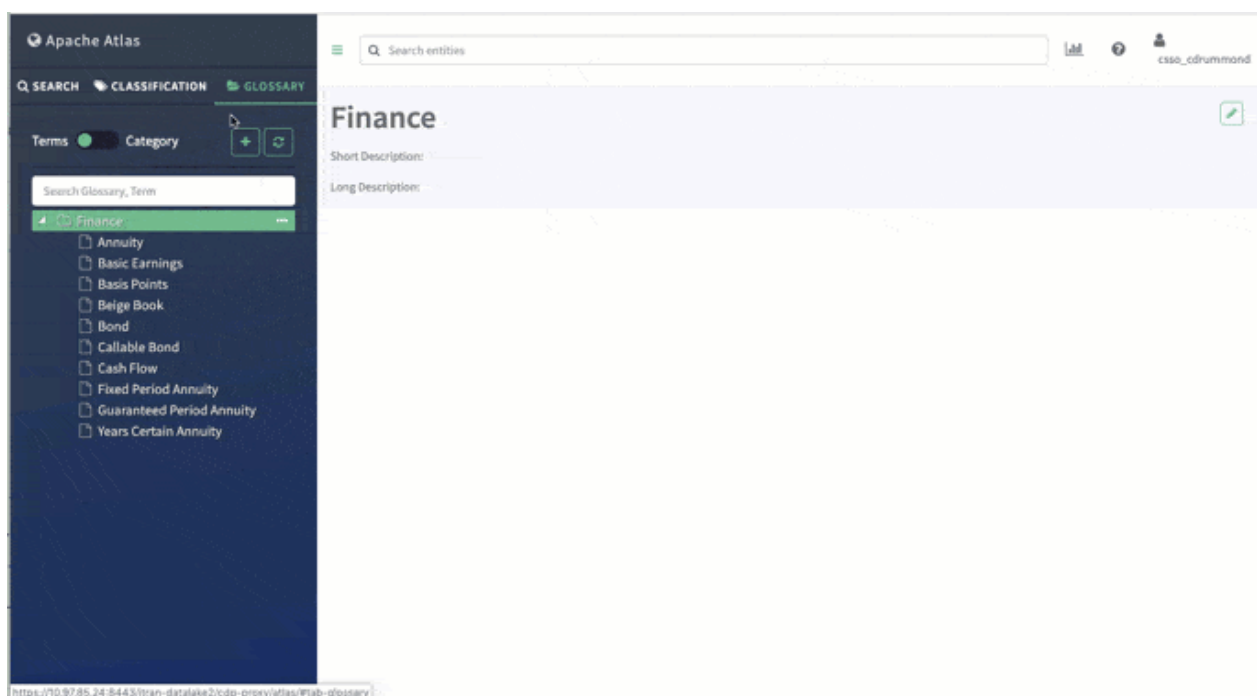 Apache Atlas
SEARCH CLASSIFICATION GLOSSARY
Search entities
csso_cdrummond
Terms Category
Search Glossary, Term
Finance
Annuity
Basic Earnings
Basis Points
Beige Book
Bond
Callable Bond
Cash Flow
Fixed Period Annuity
Guaranteed Period Annuity
Years Certain Annuity
Finance
Short Description:
Long Description:
https://10.97.85.24:8443/jtran-datalake2/cdp-proxy/atlas/#!tab-glossary